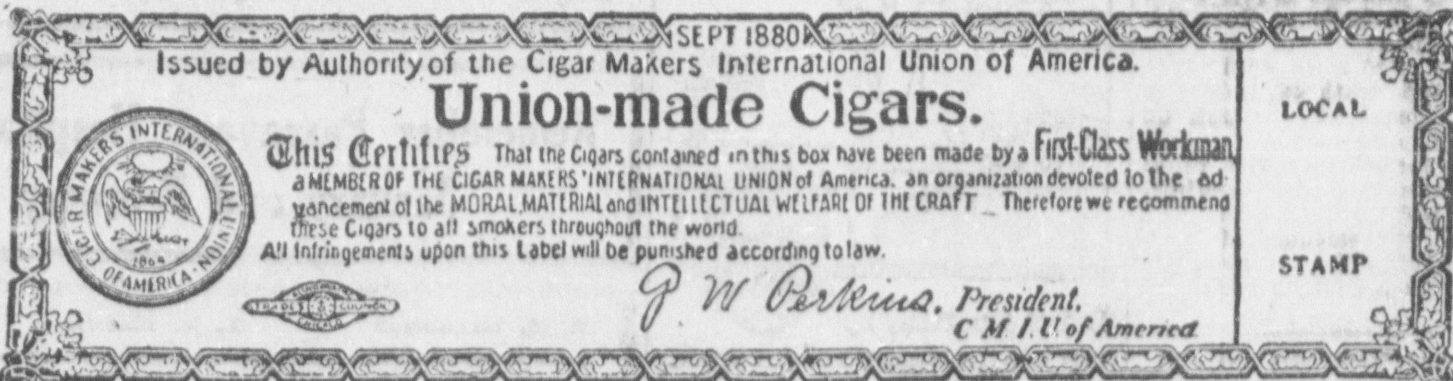 SEPT 1880
Issued by Authority of the Cigar Makers International Union of America.
Union-made Cigars.
This Certifies That the Cigars contained in this box have been made by a First-Class Workman
a MEMBER OF THE CIGAR MAKERS' INTERNATIONAL UNION of America. an organization devoted to the ad-
vancement of the MORAL, MATERIAL and INTELLECTUAL WELFARE OF THE CRAFT Therefore we recommend
these Cigars to all smokers throughout the world.
All Infringements upon this Label will be punished according to law.
G W Perkins, President.
C M I U of America
CIGAR MAKERS INTERNATIONAL UNION
OF AMERICA
1864
TRADES COUNCIL
CHICAGO
LOCAL
STAMP